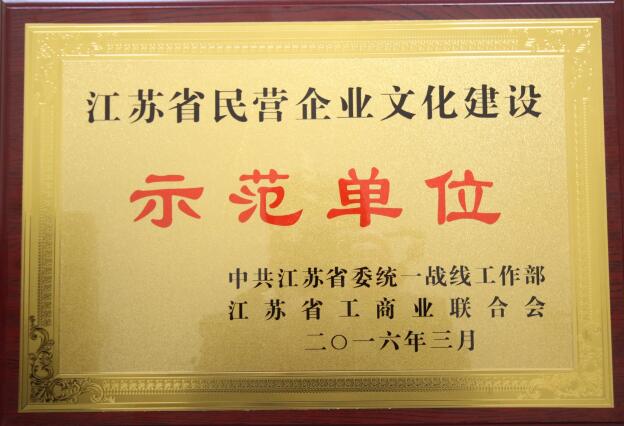 江苏省民营企业文化建设
示范单位
中共江苏省委统一战线工作部
江苏省工商业联合会
二〇一六年三月